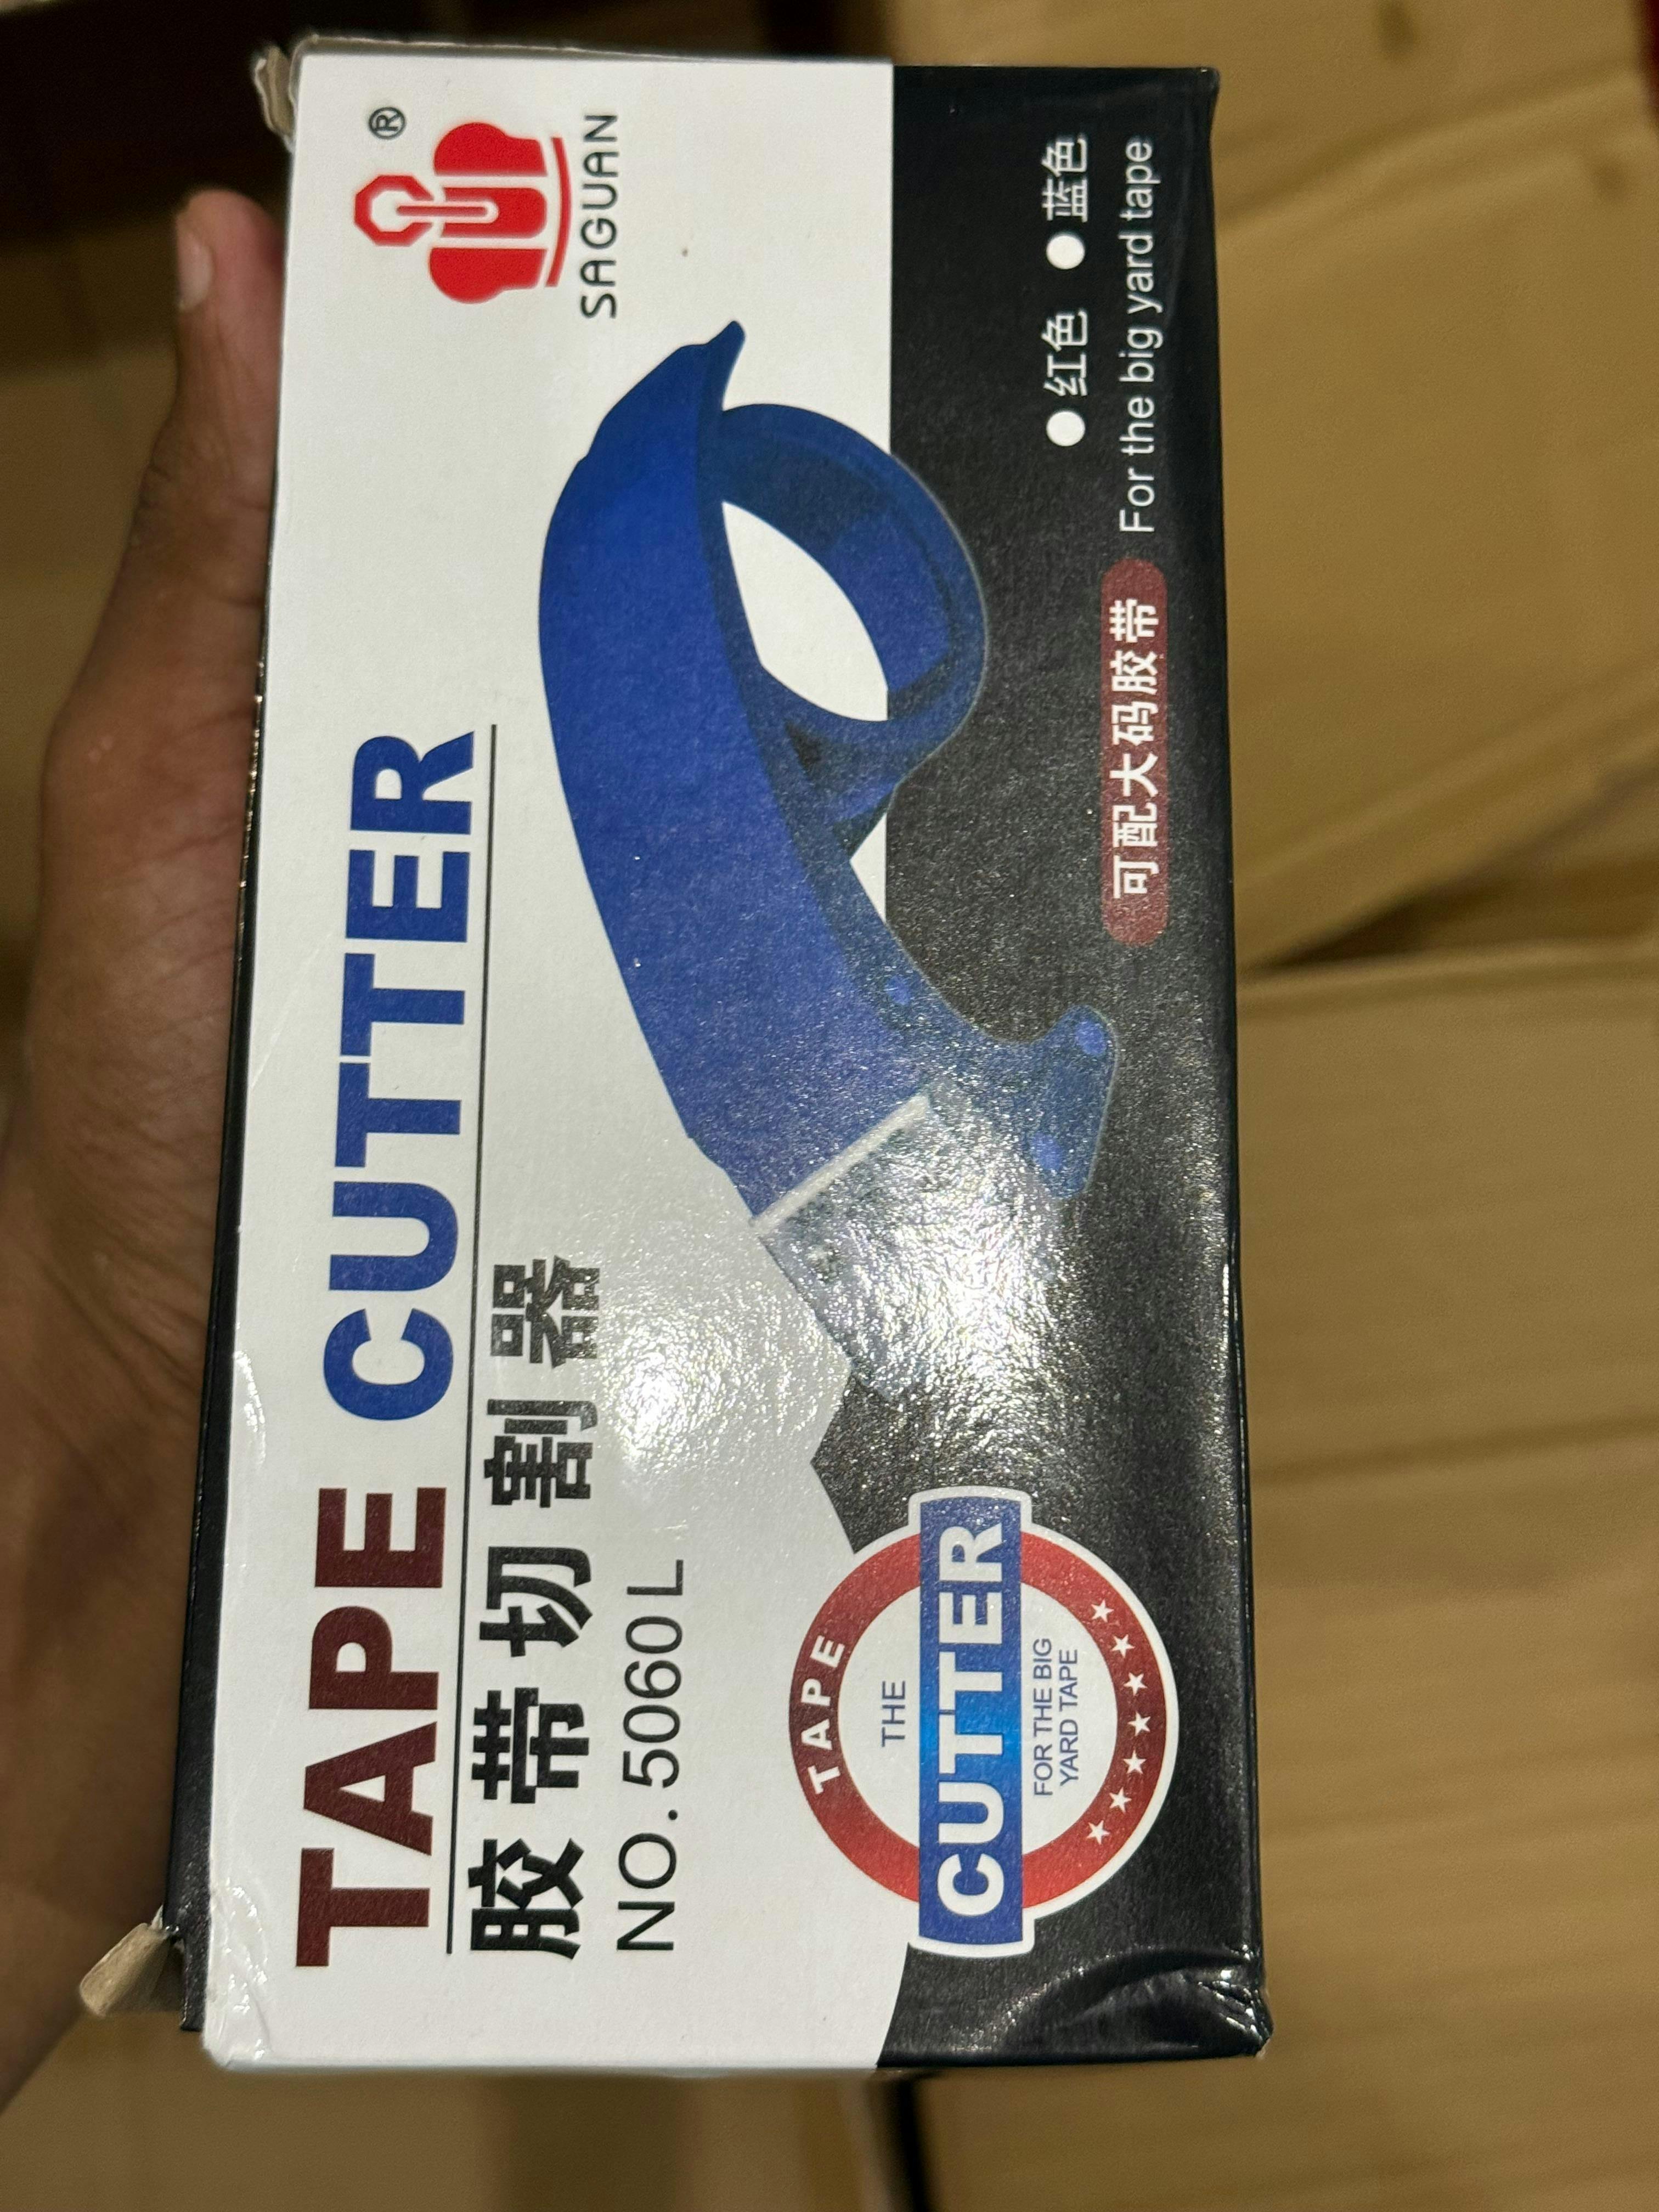 ®
SAGUAN
TAPE CUTTER
胶带切割器
NO.5060L
TAPE
THE
CUTTER
FOR THE BIG
YARD TAPE
●红色 ●蓝色
可配大码胶带 For the big yard tape